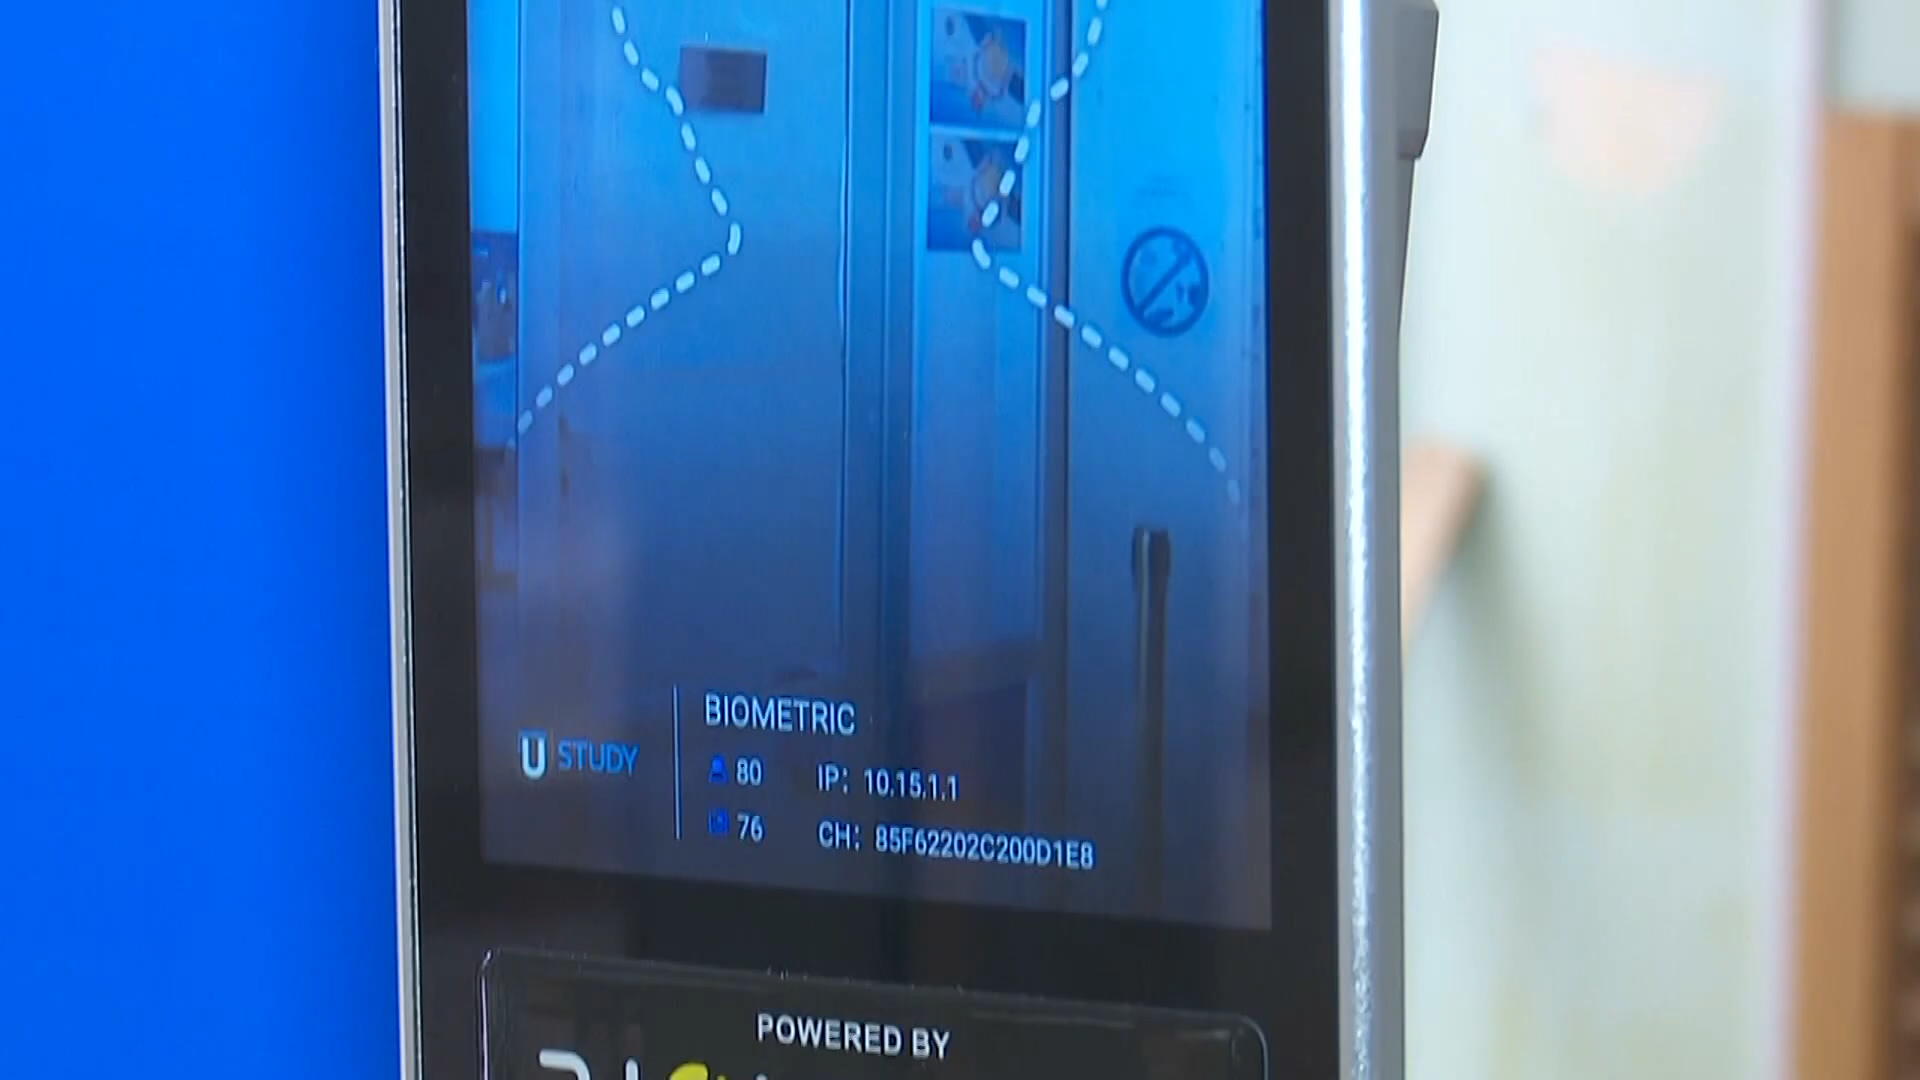 BIOMETRIC
U STUDY
80 IP: 10.15.1.1
76 CH: 85F62202C200D1E8
POWERED BY